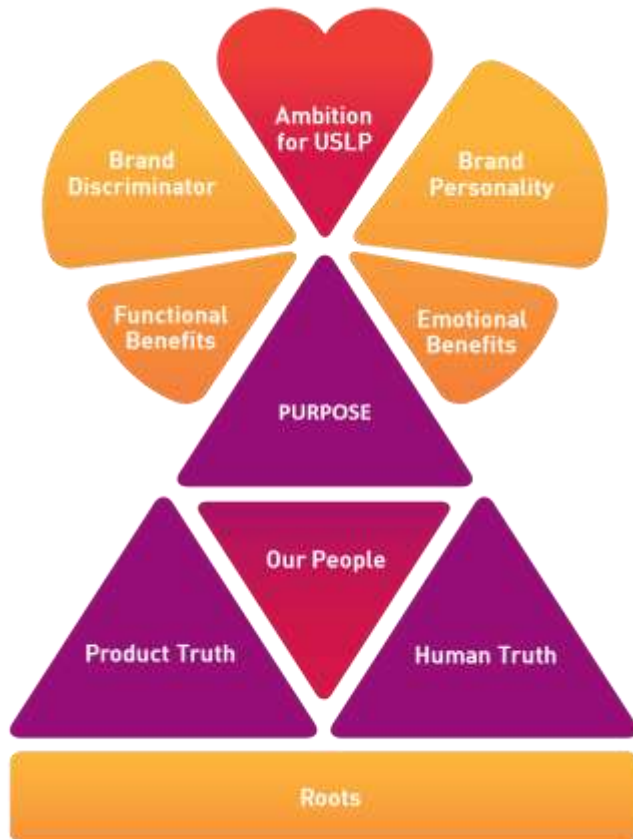 Ambition
for USLP
Brand
Discriminator
Brand
Personality
Functional
Benefits
Emotional
Benefits
PURPOSE
Our People
Product Truth
Human Truth
Roots